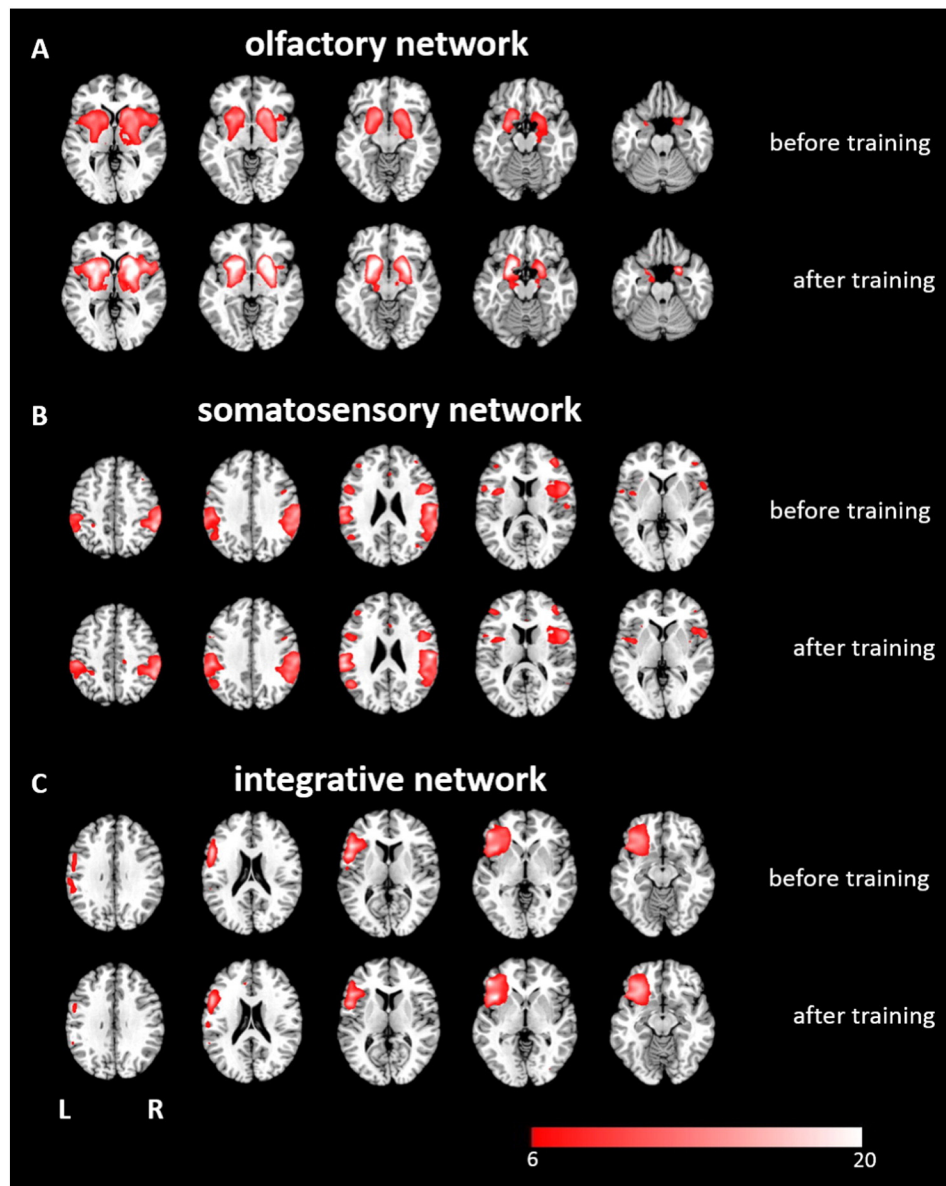 A
olfactory network
before training
after training
B
somatosensory network
before training
after training
C
integrative network
before training
after training
L R
6 20